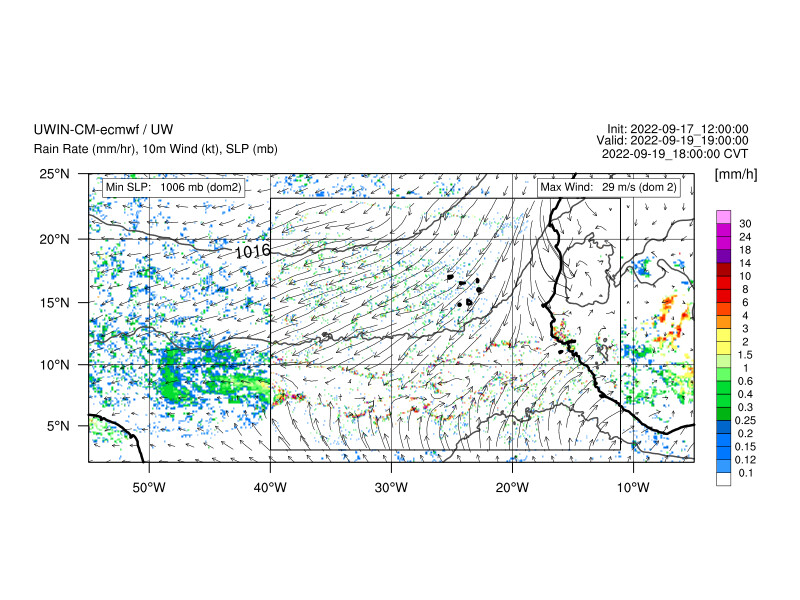 UWIN-CM-ecmwf / UW
Init: 2022-09-17_12:00:00
Valid: 2022-09-19_19:00:00
Rain Rate (mm/hr), 10m Wind (kt), SLP (mb)
2022-09-19_18:00:00 CVT
25°N
[mm/h]
Min SLP: 1006 mb (dom2)
Max Wind: 29 m/s (dom 2)
20°N
1016
15°N
10°N
5°N
30
24
18
14
10
8
6
4
3
2
1.5
1
0.6
0.4
0.3
0.25
0.2
0.15
0.12
0.1
50°W
40°W
30°W
20°W
10°W